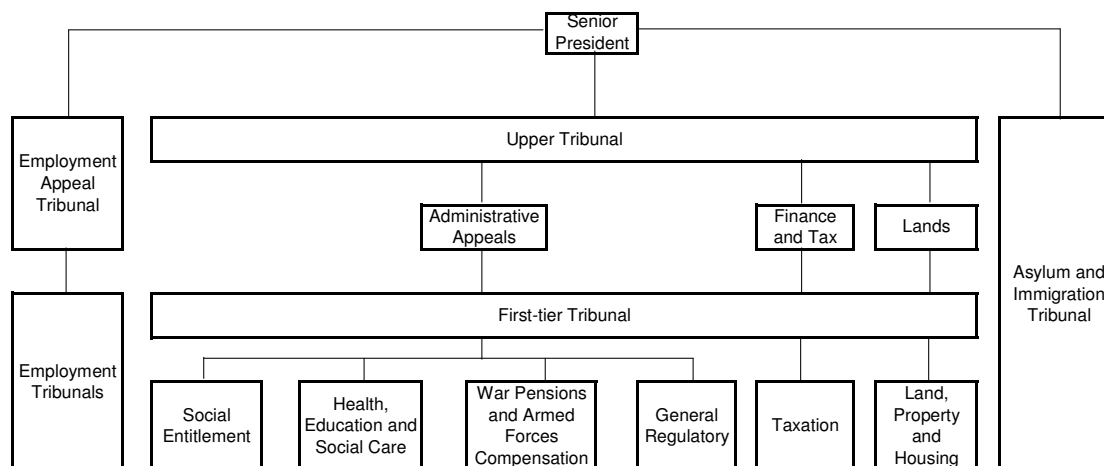 Senior
President
Upper Tribunal
Employment
Appeal
Tribunal
Administrative
Appeals
Finance
and Tax
Lands
Asylum and
Immigration
Tribunal
First-tier Tribunal
Employment
Tribunals
Social
Entitlement
Health,
Education and
Social Care
War Pensions
and Armed
Forces
Compensation
General
Regulatory
Taxation
Land,
Property
and
Housing